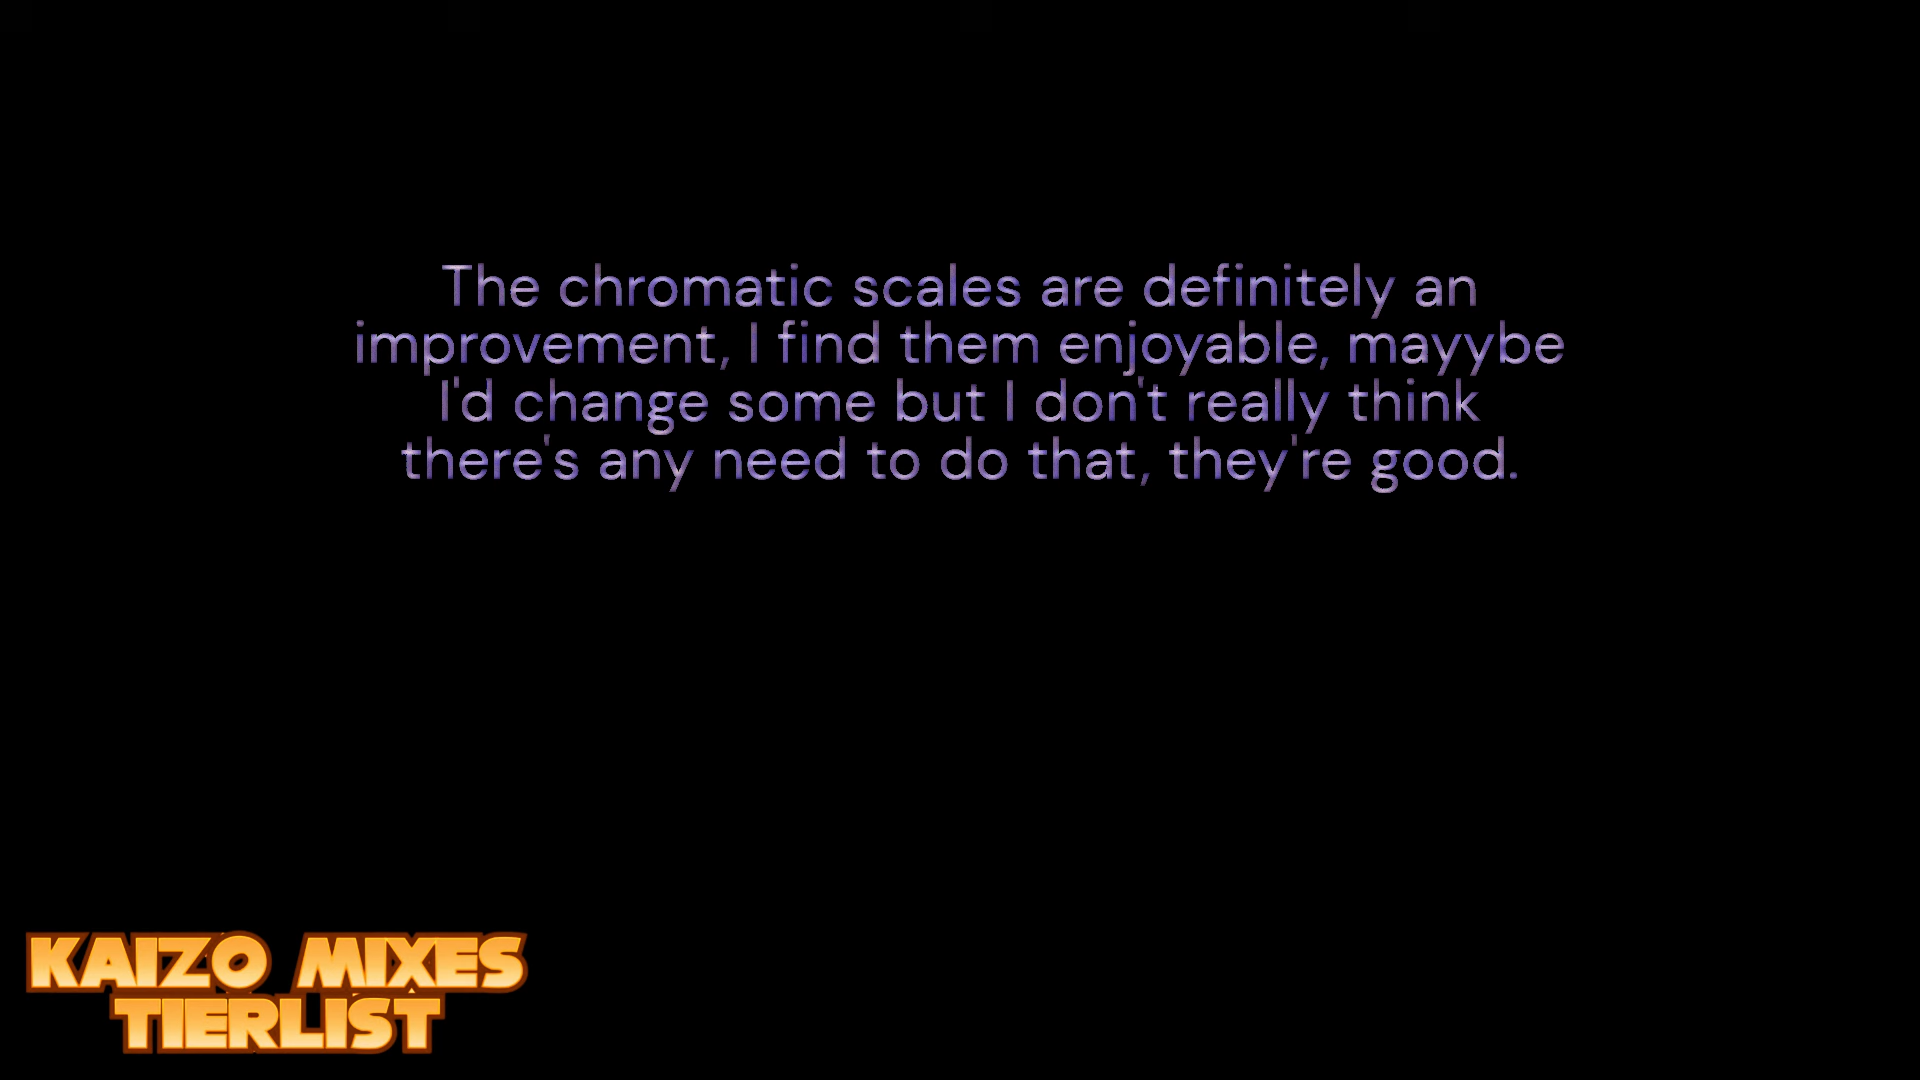 The chromatic scales are definitely an
improvement, I find them enjoyable, mayybe
I'd change some but I don't really think
there's any need to do that, they're good.
KAIZO MIXES
TIERLIST